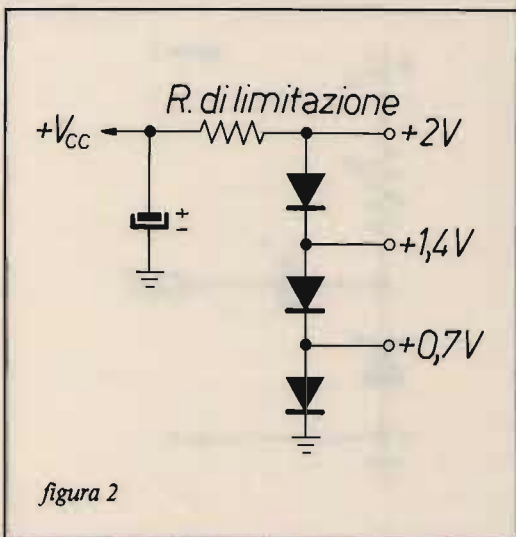 R. di limitazione
+VCC
+2V
+
-
+1,4V
+0,7V
figura 2